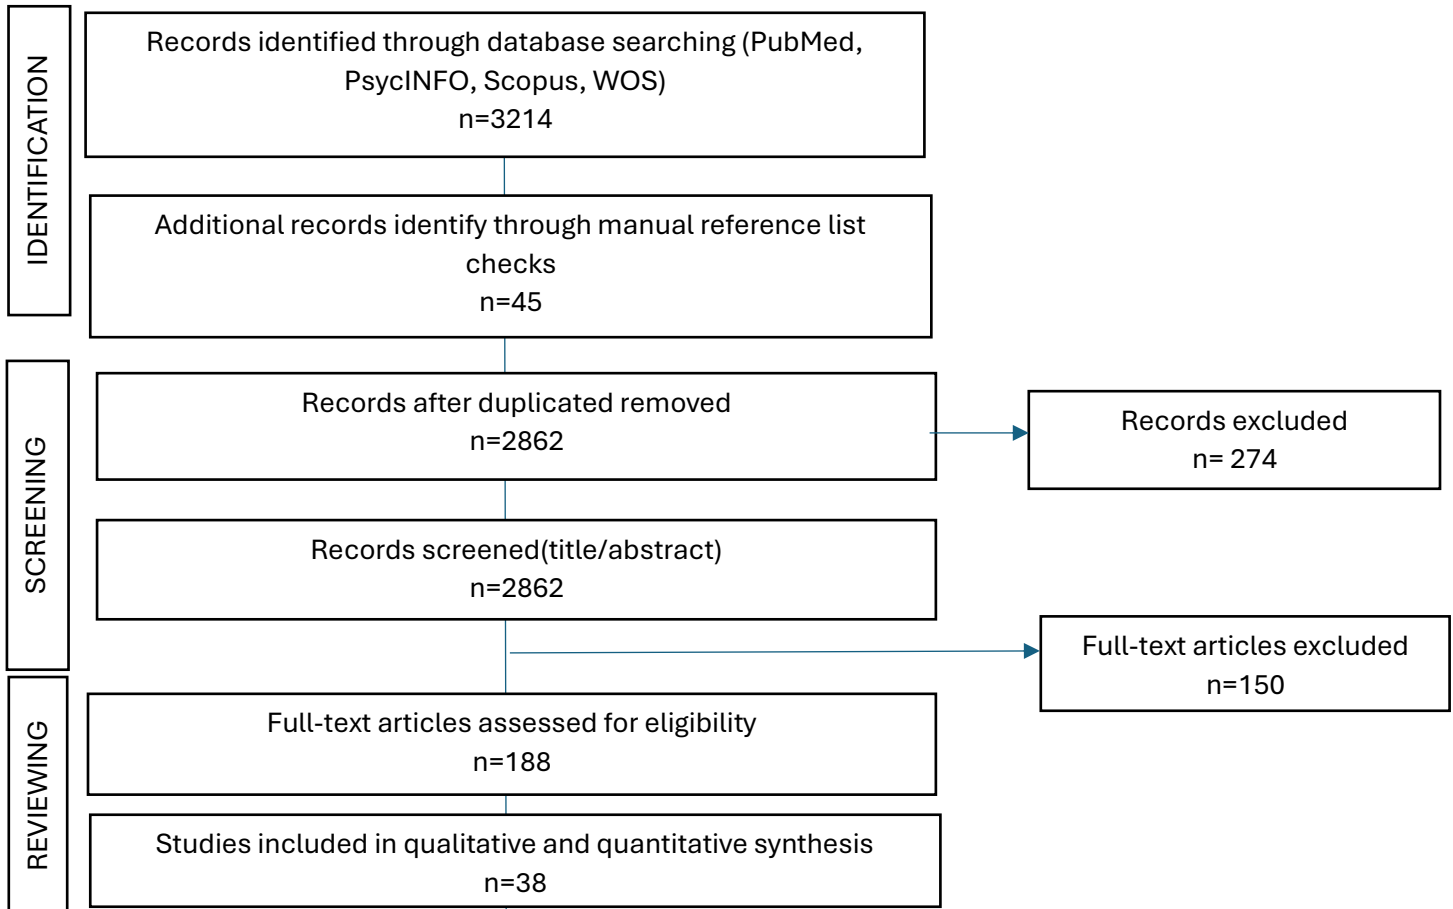 IDENTIFICATION
Records identified through database searching (PubMed,
PsycINFO, Scopus, WOS)
n=3214
Additional records identify through manual reference list
checks
n=45
SCREENING
Records after duplicated removed
n=2862
Records excluded
n= 274
Records screened(title/abstract)
n=2862
Full-text articles excluded
n=150
REVIEWING
Full-text articles assessed for eligibility
n=188
Studies included in qualitative and quantitative synthesis
n=38